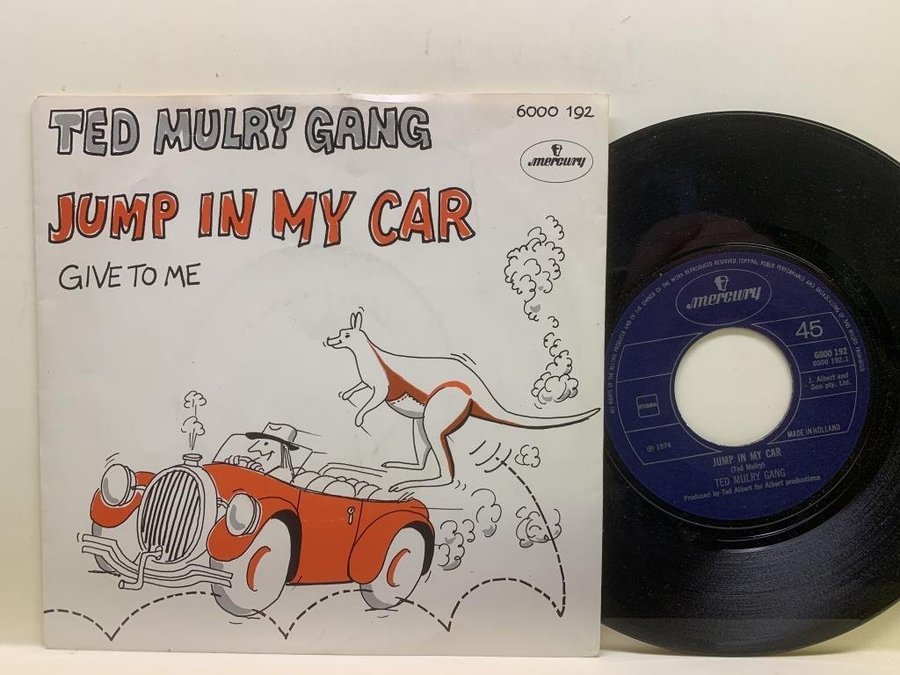 TED MULRY GANG
6000 192
mercury
JUMP IN MY CAR
GIVE TO ME
mercury
45
6000 192
6000 192.1
J. Albert and
Son pty. Ltd.
STEMRA
MADE IN HOLLAND
℗ 1976
JUMP IN MY CAR
(Ted Mulry)
TED MULRY GANG
Produced by Ted Albert for Albert productions